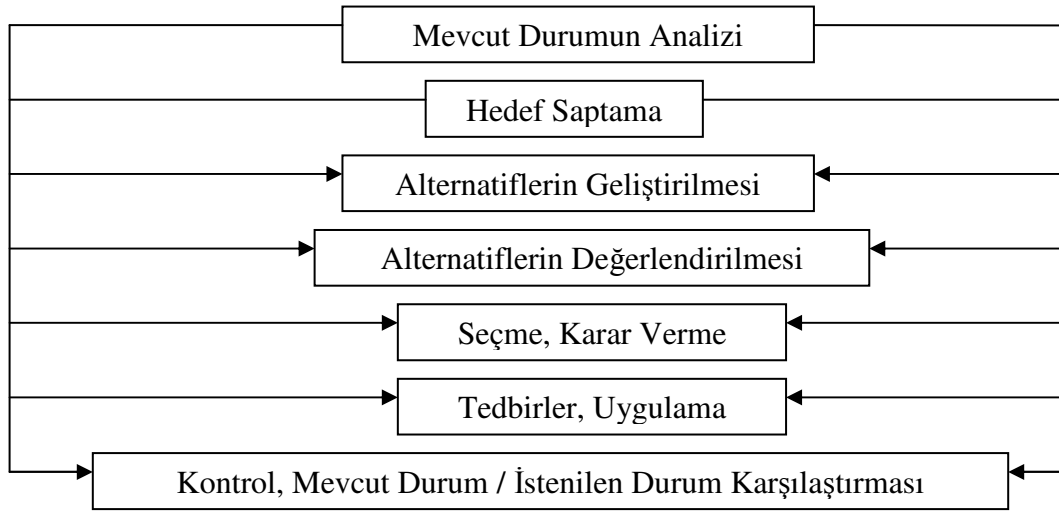 Mevcut Durumun Analizi
Hedef Saptama
Alternatiflerin Geliştirilmesi
Alternatiflerin Değerlendirilmesi
Seçme, Karar Verme
Tedbirler, Uygulama
Kontrol, Mevcut Durum / İstenilen Durum Karşılaştırması